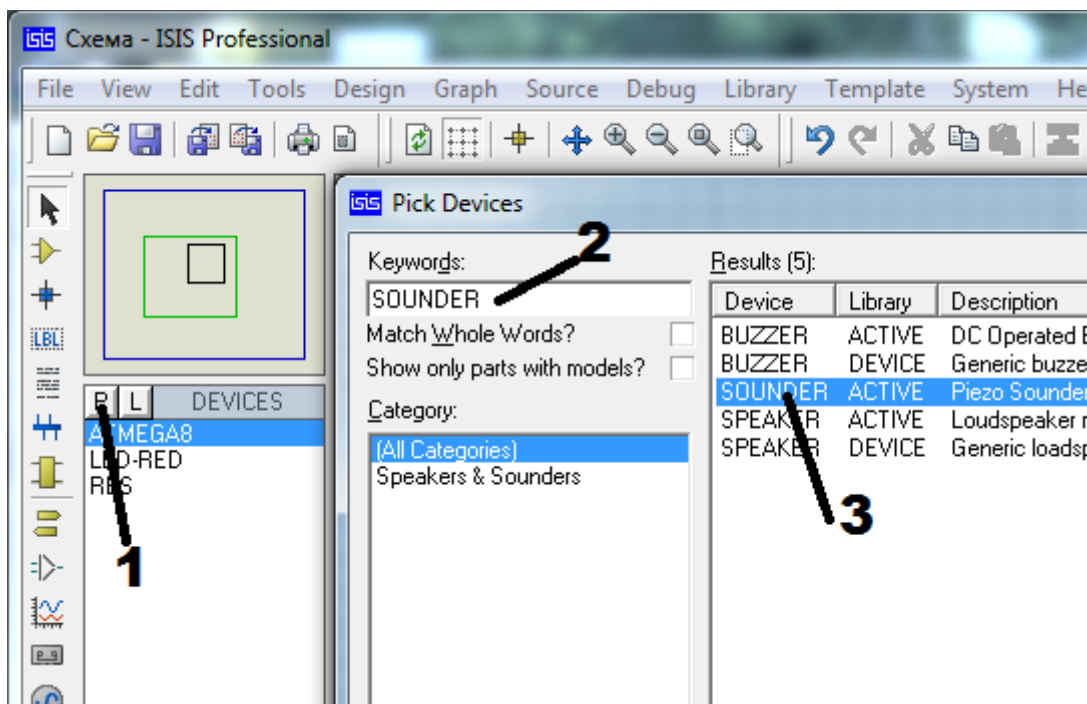 isis Схема - ISIS Professional
File View Edit Tools Design Graph Source Debug Library Template System He
isis Pick Devices
2
Keywords:
SOUNDER
Match Whole Words?
Show only parts with models?
Category:
(All Categories)
Speakers & Sounders
Results (5):
Device Library Description
BUZZER ACTIVE DC Operated B
BUZZER DEVICE Generic buzze
SOUNDER ACTIVE Piezo Sounder
SPEAKER ACTIVE Loudspeaker r
SPEAKER DEVICE Generic loadsp
3
LBL
P L DEVICES
ATMEGA8
LED-RED
RES
1